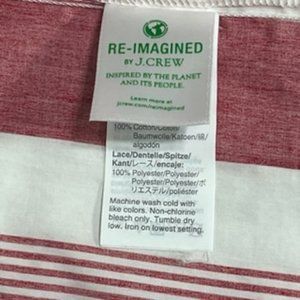 RE-IMAGINED
BY J.CREW
INSPIRED BY THE PLANET
AND ITS PEOPLE.
Learn more at
jcrew.com/reimagined
100% Cotton/Coton/
Baumwolle/Katoen/綿/
algodón
Lace/Dentelle/Spitze/
Kant/レース/encaje:
100% Polyester/Polyester/
Polyester/Polyester/ポ
リエステル/poliéster
Machine wash cold with
like colors. Non-chlorine
bleach only. Tumble dry
low. Iron on lowest setting.